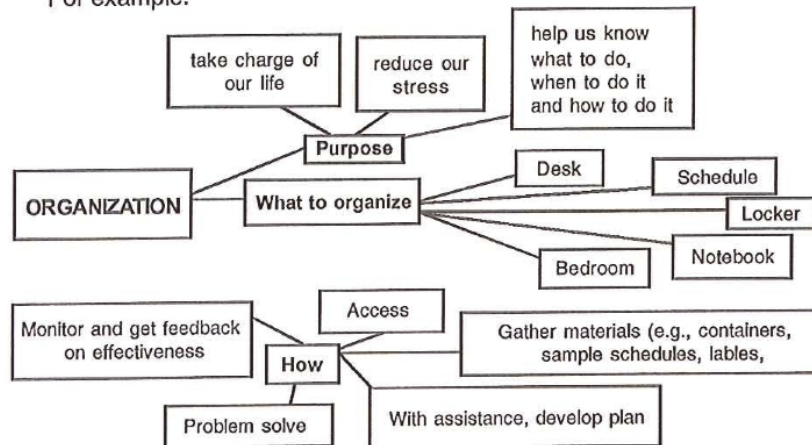 For example:
take charge of
our life
reduce our
stress
help us know
what to do,
when to do it
and how to do it
Purpose
ORGANIZATION
What to organize
Desk
Schedule
Locker
Notebook
Bedroom
Monitor and get feedback
on effectiveness
Access
How
Gather materials (e.g., containers,
sample schedules, lables,
Problem solve
With assistance, develop plan